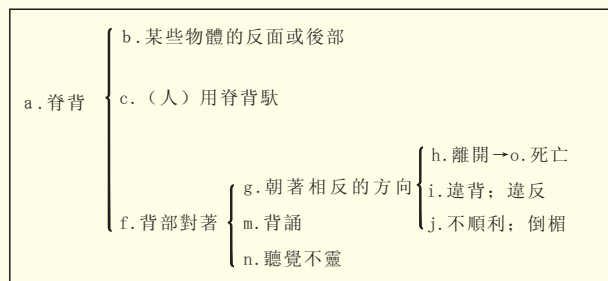 b.某些物體的反面或後部
a.脊背
c.（人）用脊背馱
h.離開→o.死亡
g.朝著相反的方向
i.違背；違反
f.背部對著
m.背誦
j.不順利；倒楣
n.聽覺不靈